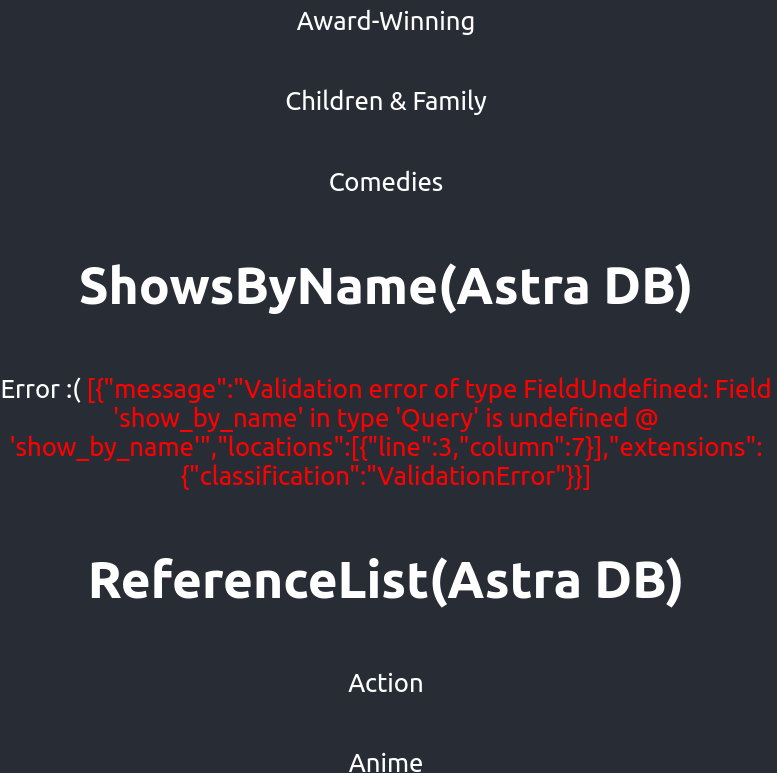 Award-Winning
Children & Family
Comedies
ShowsByName(Astra DB)
Error :( [{"message":"Validation error of type FieldUndefined: Field
'show_by_name' in type 'Query' is undefined @
'show_by_name'","locations":[{"line":3,"column":7}],"extensions":
{"classification":"ValidationError"}}]
ReferenceList(Astra DB)
Action
Anime